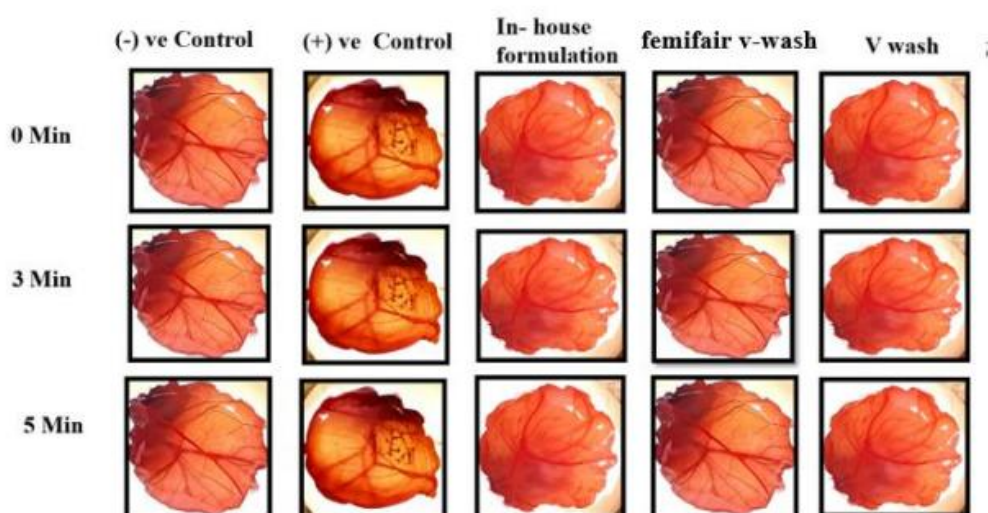 (-) ve Control
(+) ve Control
In- house
formulation
femifair v-wash
V wash
0 Min
3 Min
5 Min